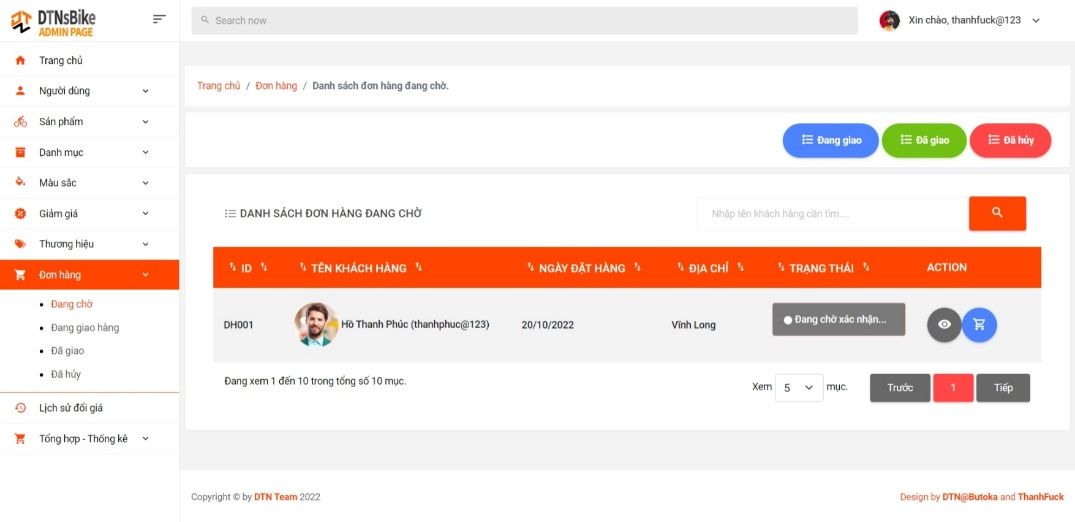 DTNsBike
ADMIN PAGE
Search now
Xin chào, thanhfuck@123
Trang chủ
Người dùng
Sản phẩm
Danh mục
Màu sắc
Giảm giá
Thương hiệu
Đơn hàng
Đang chờ
Đang giao hàng
Đã giao
Đã hủy
Lịch sử đổi giá
Tổng hợp - Thống kê
Trang chủ / Đơn hàng / Danh sách đơn hàng đang chờ.
Đang giao
Đã giao
Đã hủy
DANH SÁCH ĐƠN HÀNG ĐANG CHỜ
Nhập tên khách hàng cần tìm....
ID TÊN KHÁCH HÀNG NGÀY ĐẶT HÀNG ĐỊA CHỈ TRẠNG THÁI ACTION
DH001 Hồ Thanh Phúc (thanhphuc@123) 20/10/2022 Vĩnh Long Đang chờ xác nhận...
Đang xem 1 đến 10 trong tổng số 10 mục.
Xem 5 mục. Trước 1 Tiếp
Copyright © by DTN Team 2022
Design by DTN@Butoka and ThanhFuck